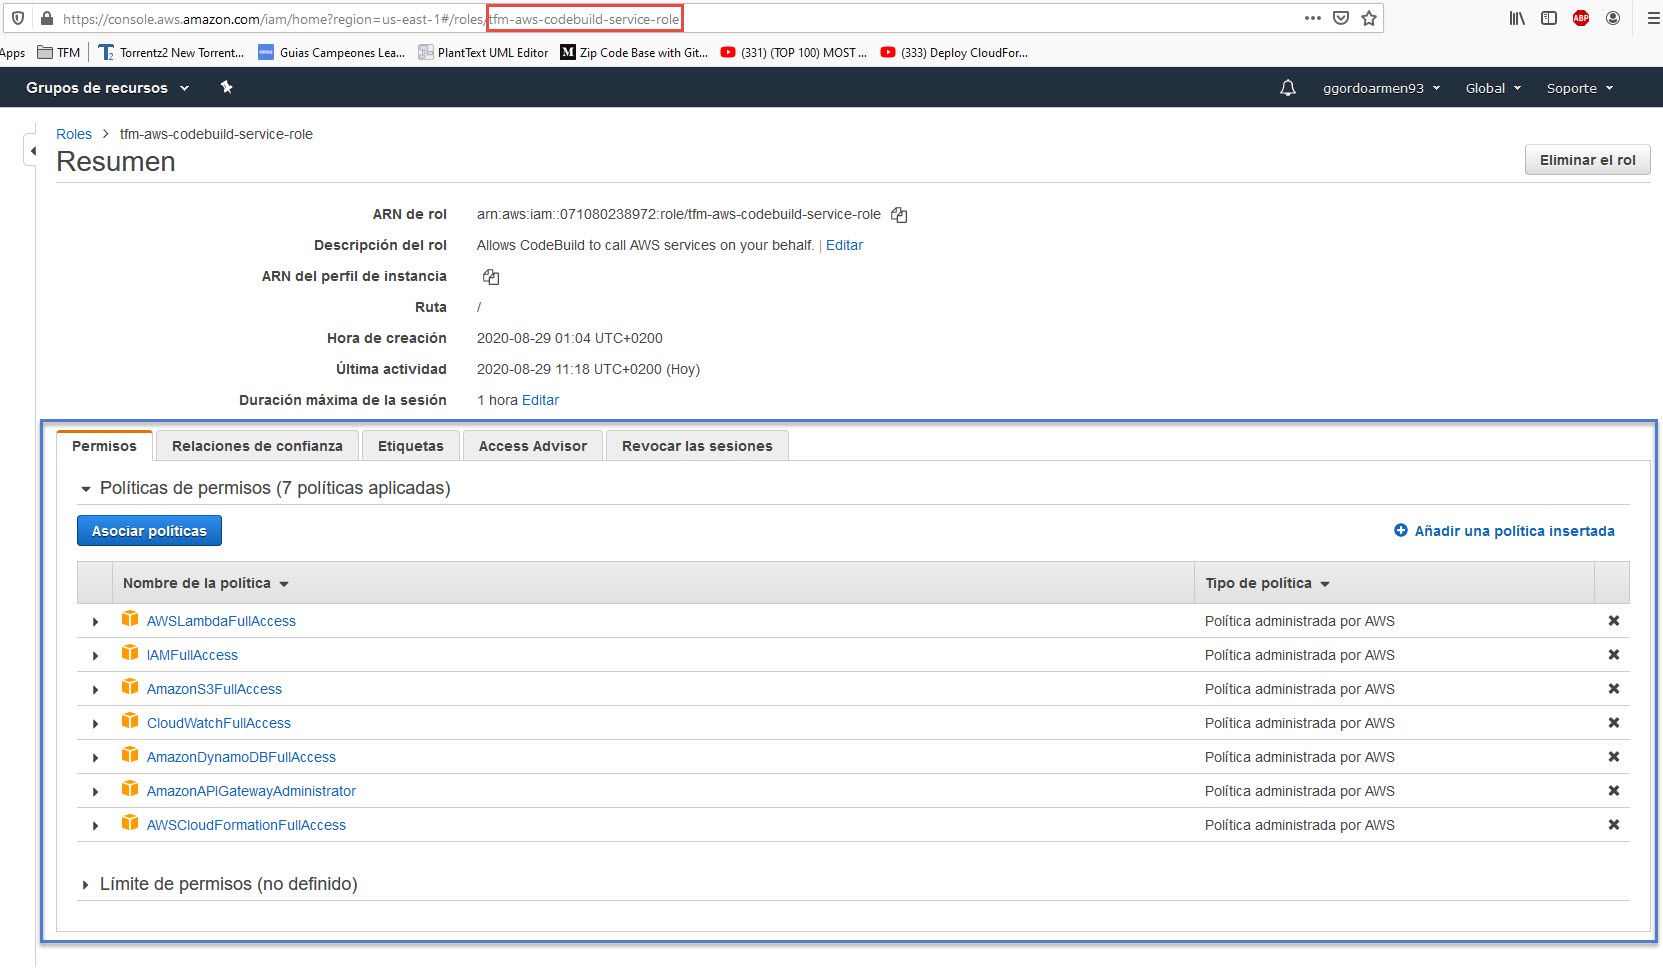 https://console.aws.amazon.com/iam/home?region=us-east-1#/roles/tfm-aws-codebuild-service-role
ABP
Apps TFM Torrentz2 New Torrent... Guias Campeones Lea... PlantText UML Editor Zip Code Base with Git... (331) (TOP 100) MOST ... (333) Deploy CloudFor...
Grupos de recursos ggordoarmen93 Global Soporte
Roles > tfm-aws-codebuild-service-role
Resumen
Eliminar el rol
ARN de rol arn:aws:iam::071080238972:role/tfm-aws-codebuild-service-role
Descripción del rol Allows CodeBuild to call AWS services on your behalf. | Editar
ARN del perfil de instancia
Ruta /
Hora de creación 2020-08-29 01:04 UTC+0200
Última actividad 2020-08-29 11:18 UTC+0200 (Hoy)
Duración máxima de la sesión 1 hora Editar
Permisos Relaciones de confianza Etiquetas Access Advisor Revocar las sesiones
Políticas de permisos (7 políticas aplicadas)
Asociar políticas Añadir una política insertada
Nombre de la política Tipo de política
AWSLambdaFullAccess Política administrada por AWS
IAMFullAccess Política administrada por AWS
AmazonS3FullAccess Política administrada por AWS
CloudWatchFullAccess Política administrada por AWS
AmazonDynamoDBFullAccess Política administrada por AWS
AmazonAPIGatewayAdministrator Política administrada por AWS
AWSCloudFormationFullAccess Política administrada por AWS
Límite de permisos (no definido)